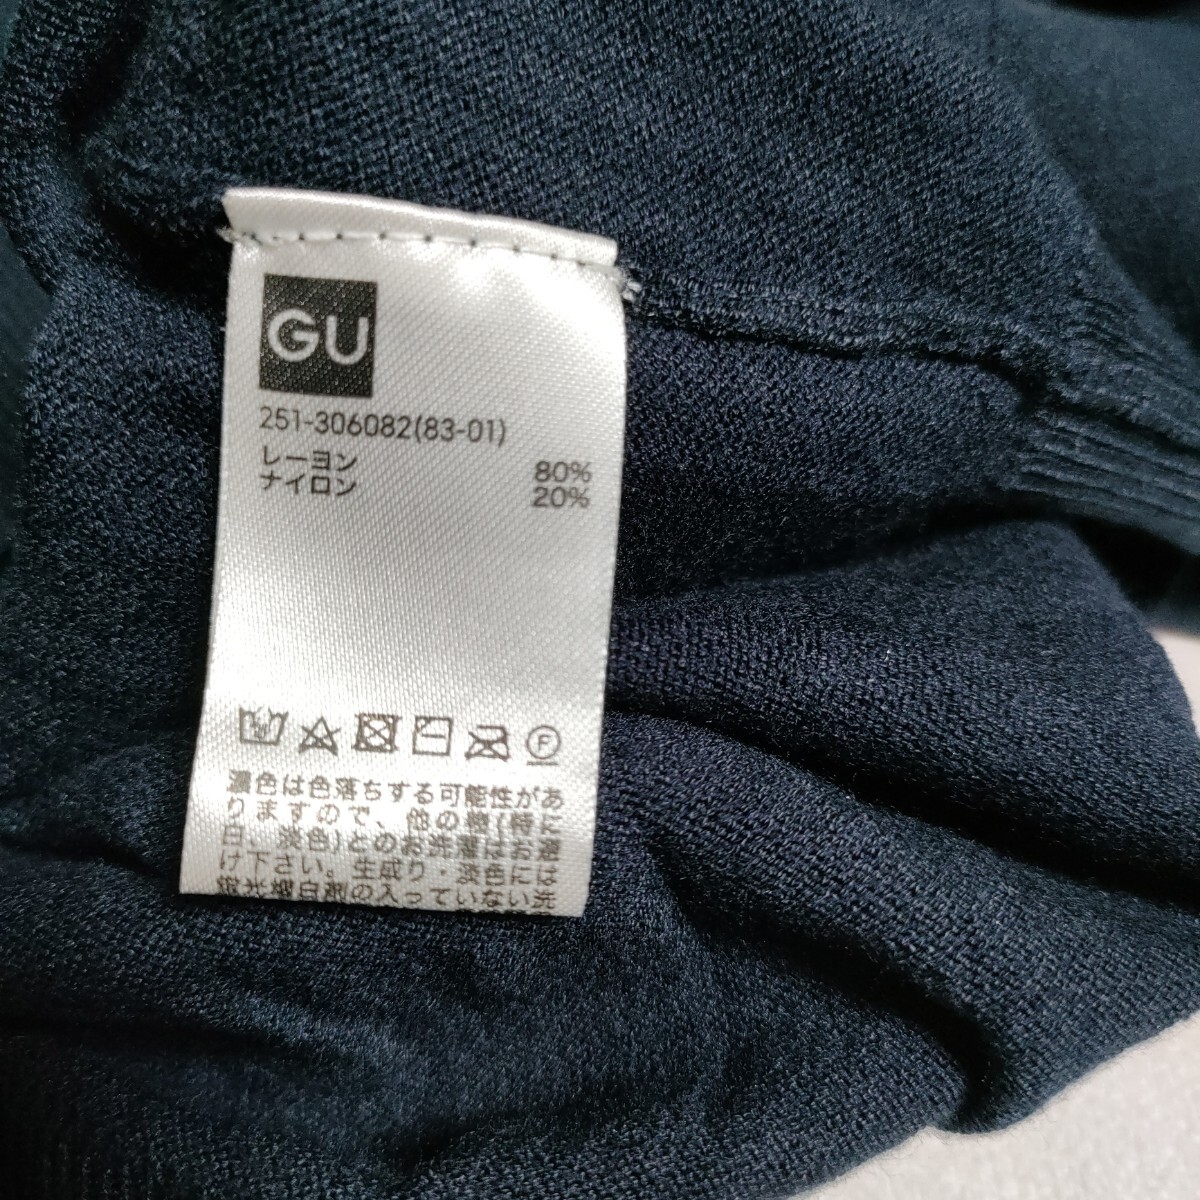 GU
251-306082(83-01)
レーヨン 80%
ナイロン 20%
F
濃色は色落ちする可能性があ
りますので、他の物(特に
白、淡色)とのお洗濯はお避
け下さい。生成り・淡色には
蛍光増白剤の入っていない洗